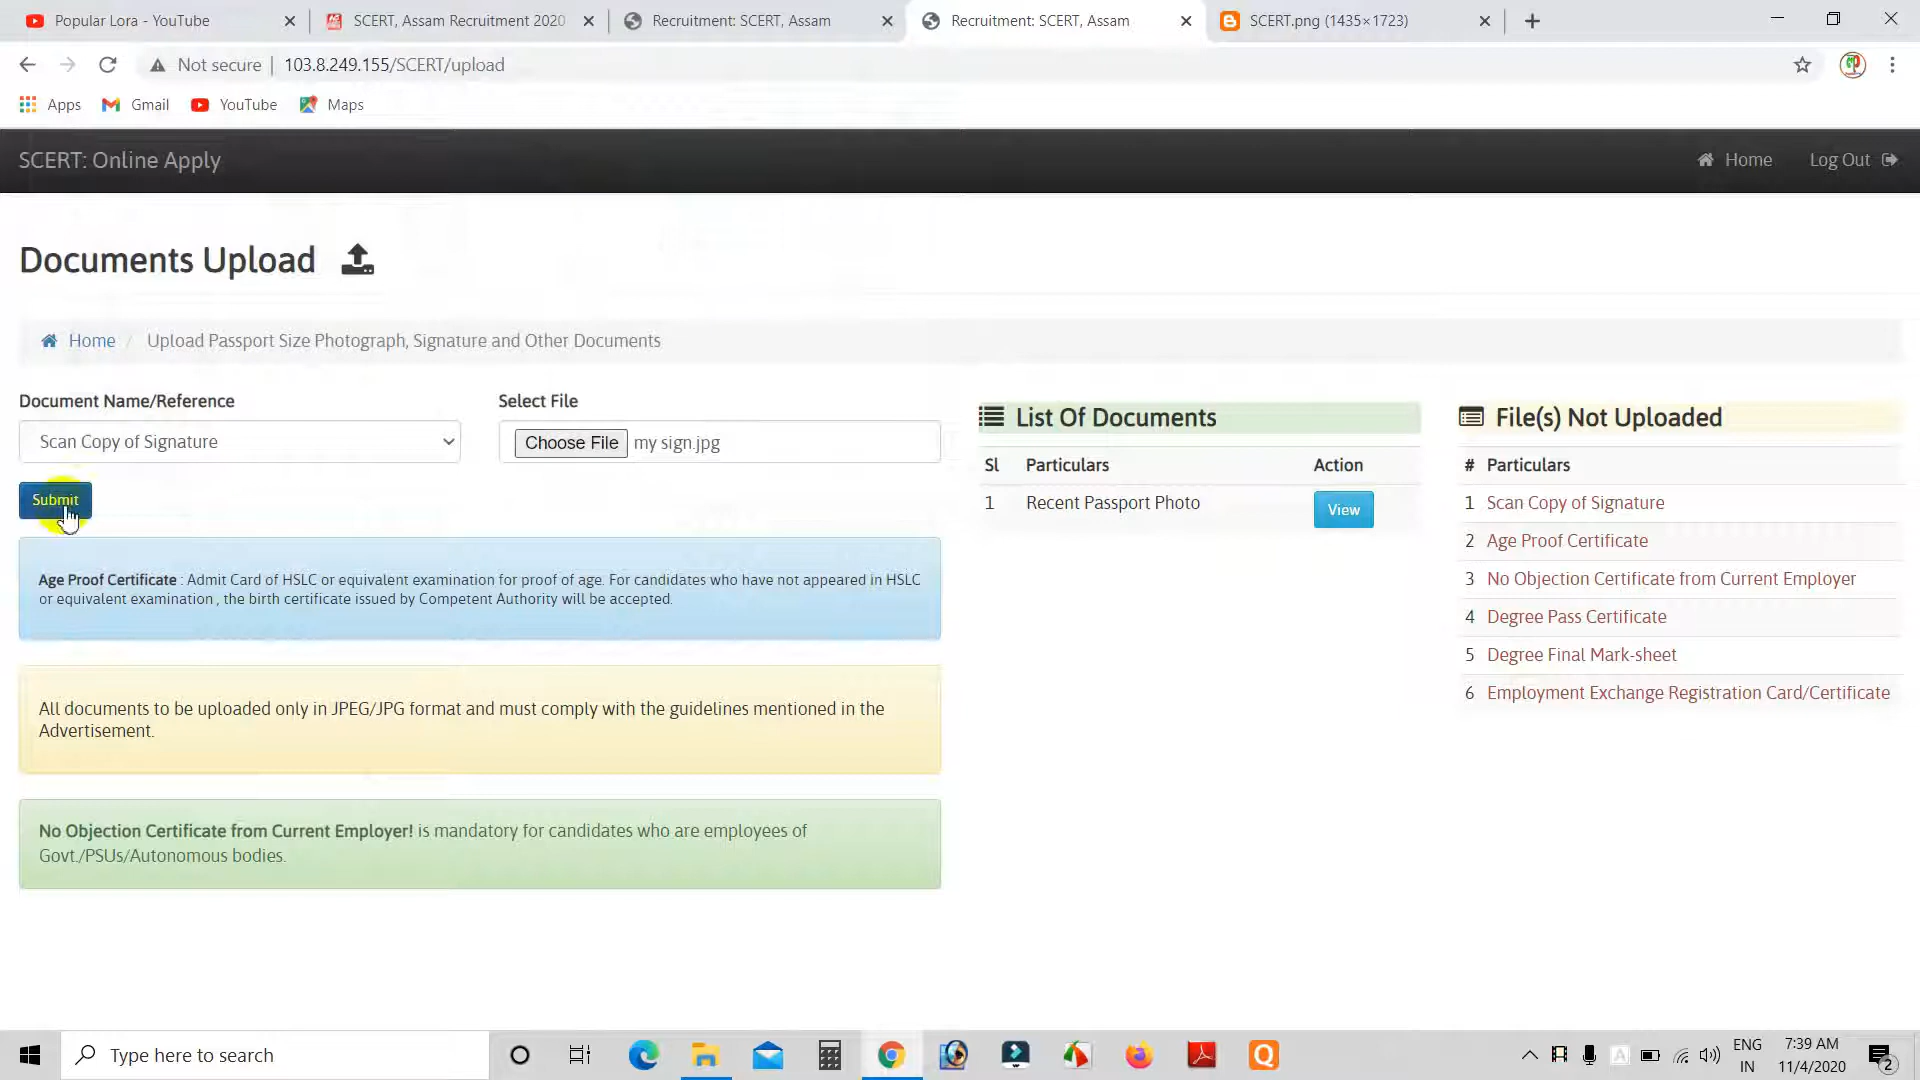 Popular Lora - YouTube
SCERT, Assam Recruitment 2020
Recruitment: SCERT, Assam
Recruitment: SCERT, Assam
SCERT.png (1435×1723)
Not secure
103.8.249.155/SCERT/upload
Apps
Gmail
YouTube
Maps
SCERT: Online Apply
Home
Log Out
Documents Upload
Home / Upload Passport Size Photograph, Signature and Other Documents
Document Name/Reference
Scan Copy of Signature
Select File
Choose File my sign.jpg
Submit
Age Proof Certificate : Admit Card of HSLC or equivalent examination for proof of age. For candidates who have not appeared in HSLC
or equivalent examination , the birth certificate issued by Competent Authority will be accepted.
All documents to be uploaded only in JPEG/JPG format and must comply with the guidelines mentioned in the
Advertisement.
No Objection Certificate from Current Employer! is mandatory for candidates who are employees of
Govt./PSUs/Autonomous bodies.
List Of Documents
Sl Particulars Action
1 Recent Passport Photo View
File(s) Not Uploaded
# Particulars
1 Scan Copy of Signature
2 Age Proof Certificate
3 No Objection Certificate from Current Employer
4 Degree Pass Certificate
5 Degree Final Mark-sheet
6 Employment Exchange Registration Card/Certificate
Type here to search
A
ENG
IN
7:39 AM
11/4/2020
2